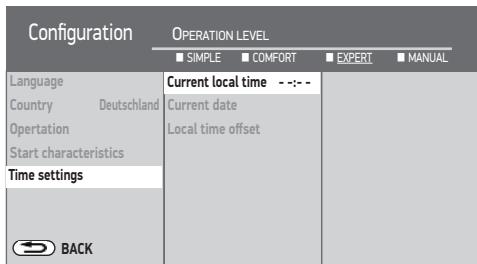 Configuration
OPERATION LEVEL
SIMPLE COMFORT EXPERT MANUAL
Language
Current local time --:--
Country Deutschland
Current date
Opertation
Local time offset
Start characteristics
Time settings
BACK